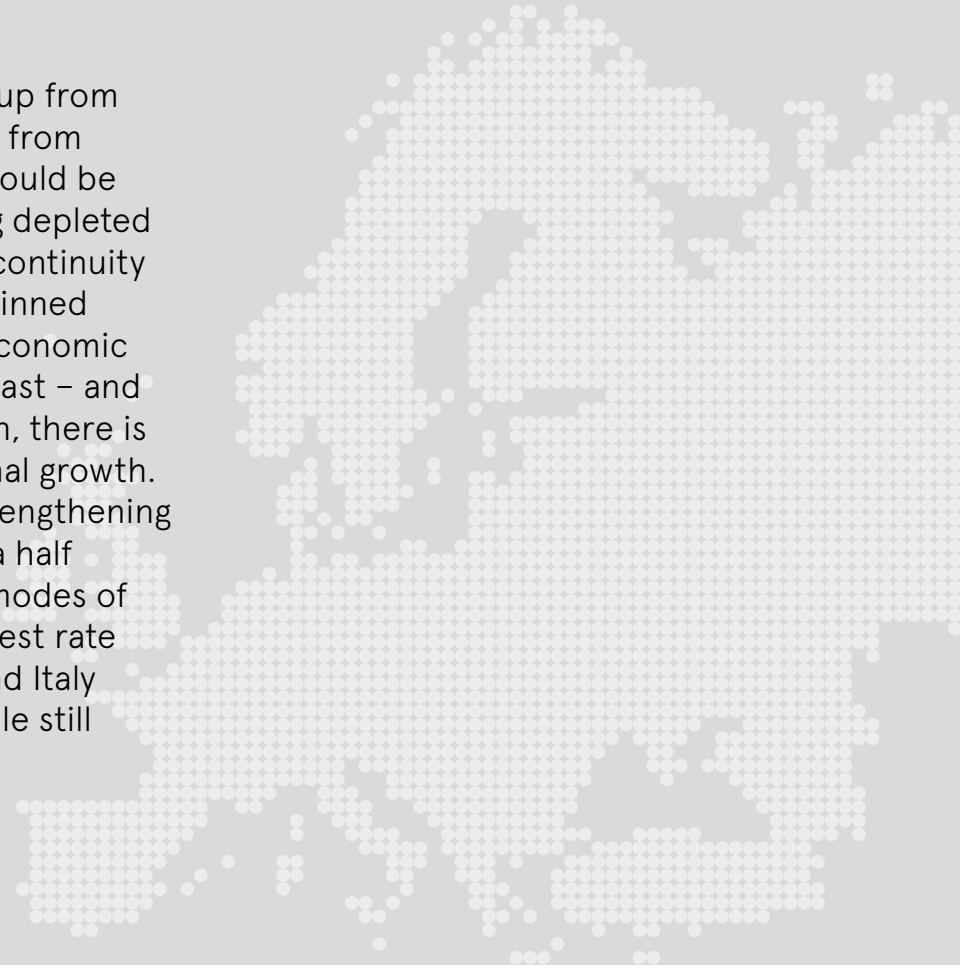 up from
from
ould be
depleted
continuity
inned
conomic
ast – and
, there is
al growth.
engthening
half
odes of
est rate
d Italy
le still